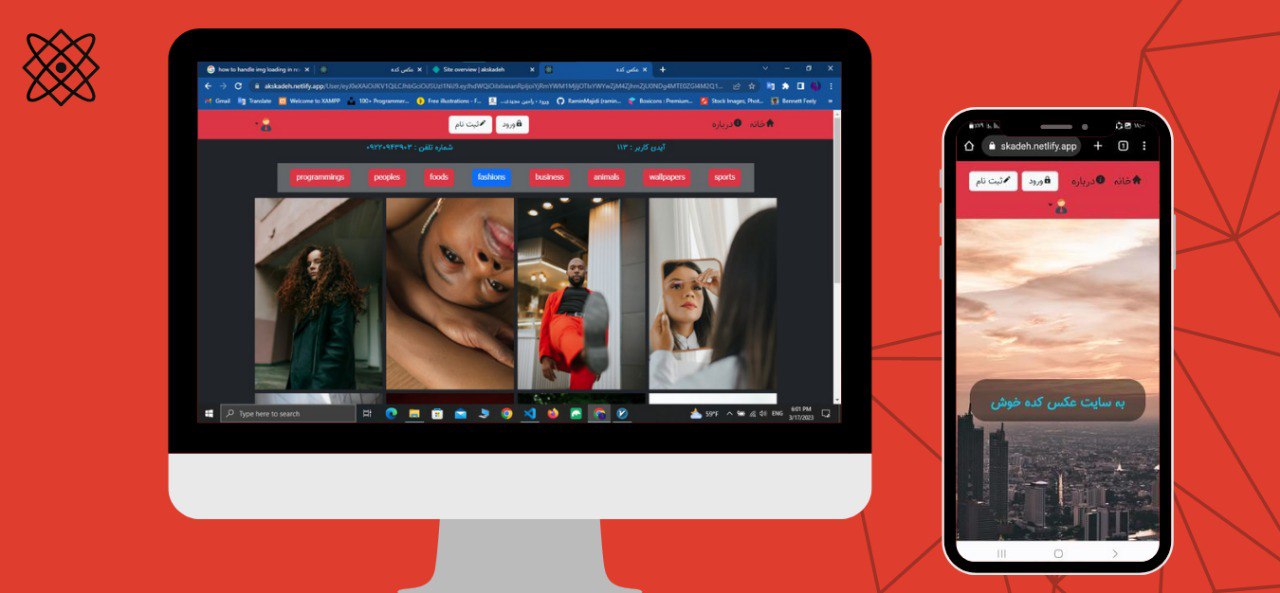 how to handle img loading in re
عکس کده
Site overview | akskadeh
عکس کده
akskadeh.netlify.app/User/
Gmail
Translate
Welcome to XAMPP
100+ Programmer...
Free illustrations - F...
ورود - رامین مجیدی...
RaminMajidi (ramin...
Boxicons : Premium...
Stock Images, Phot...
Bennett Feely
خانه درباره
ورود ثبت نام
آیدی کاربر : ۱۱۳
شماره تلفن : ۰۹۲۲۰۹۴۳۹۰۲
programmings peoples foods fashions business animals wallpapers sports
Type here to search
59°F
ENG
6:01 PM
3/17/2023
skadeh.netlify.app
خانه درباره ورود ثبت نام
به سایت عکس کده خوش